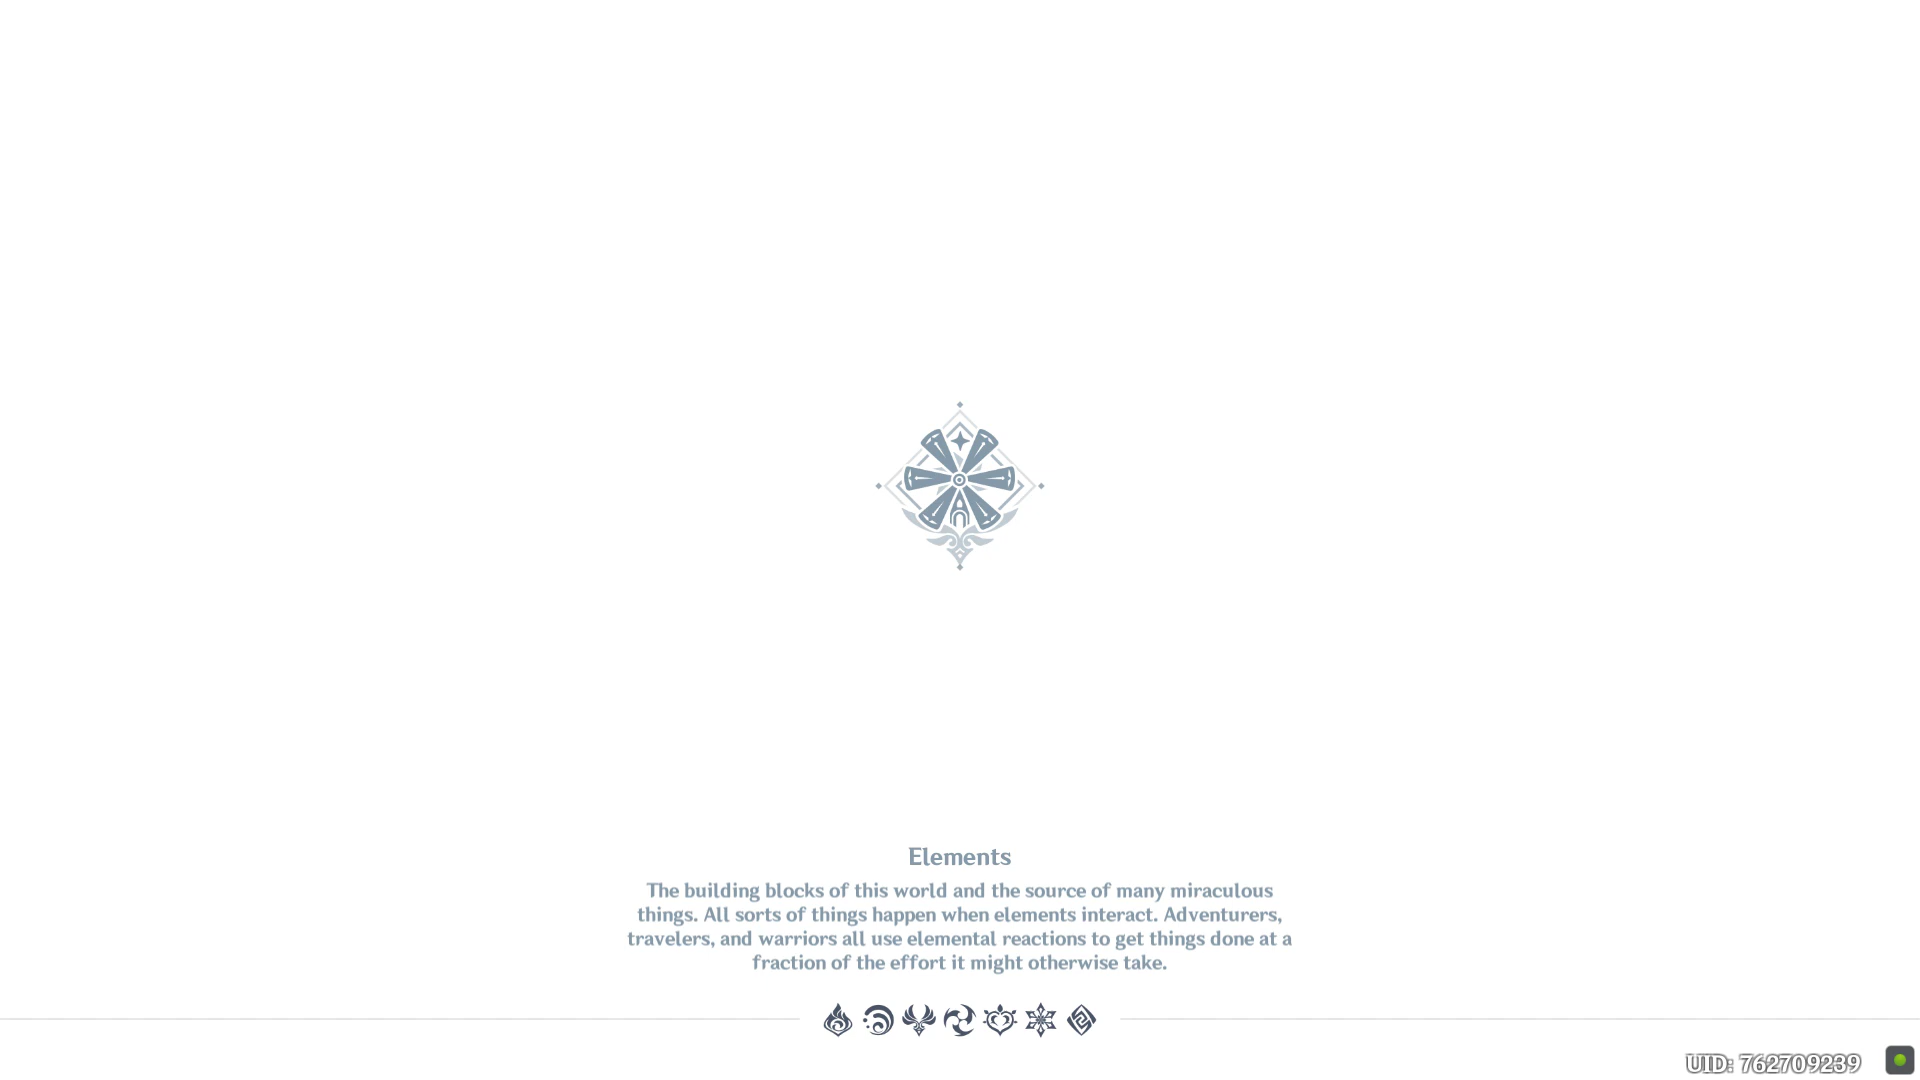 Elements
The building blocks of this world and the source of many miraculous
things. All sorts of things happen when elements interact. Adventurers,
travelers, and warriors all use elemental reactions to get things done at a
fraction of the effort it might otherwise take.
UID: 762709239